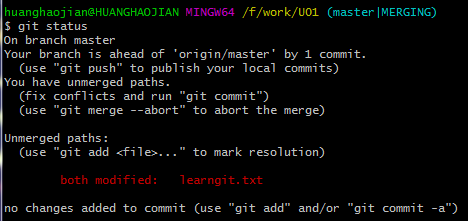 huanghaojian@HUANGHAOJIAN MINGW64 /f/work/U01 (master|MERGING)
$ git status
On branch master
Your branch is ahead of 'origin/master' by 1 commit.
  (use "git push" to publish your local commits)
You have unmerged paths.
  (fix conflicts and run "git commit")
  (use "git merge --abort" to abort the merge)
Unmerged paths:
  (use "git add <file>..." to mark resolution)
        both modified:   learngit.txt
no changes added to commit (use "git add" and/or "git commit -a")